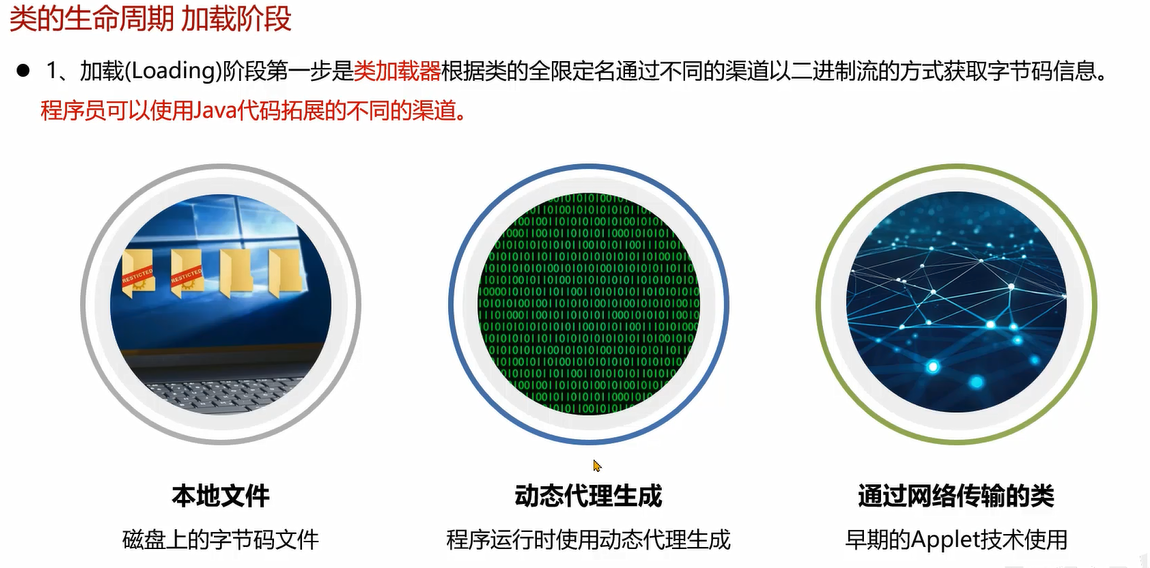 类的生命周期 加载阶段
● 1、加载(Loading)阶段第一步是类加载器根据类的全限定名通过不同的渠道以二进制流的方式获取字节码信息。
程序员可以使用Java代码拓展的不同的渠道。
RESTICTED RESTICTED
本地文件 动态代理生成 通过网络传输的类
磁盘上的字节码文件 程序运行时使用动态代理生成 早期的Applet技术使用